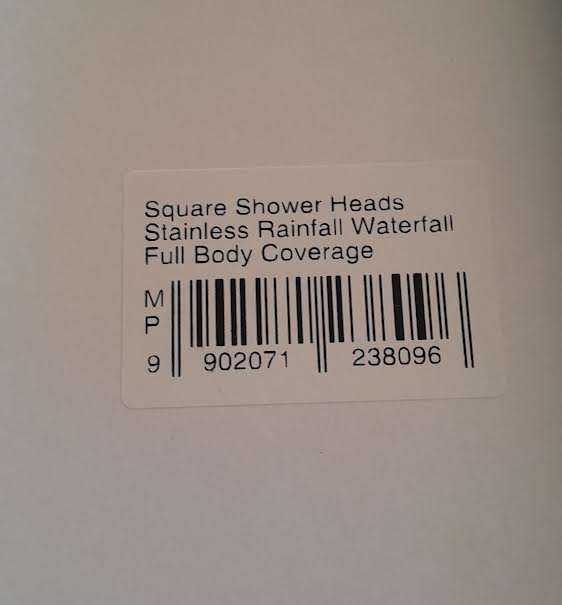 Square Shower Heads
Stainless Rainfall Waterfall
Full Body Coverage
M
P
9 902071 238096